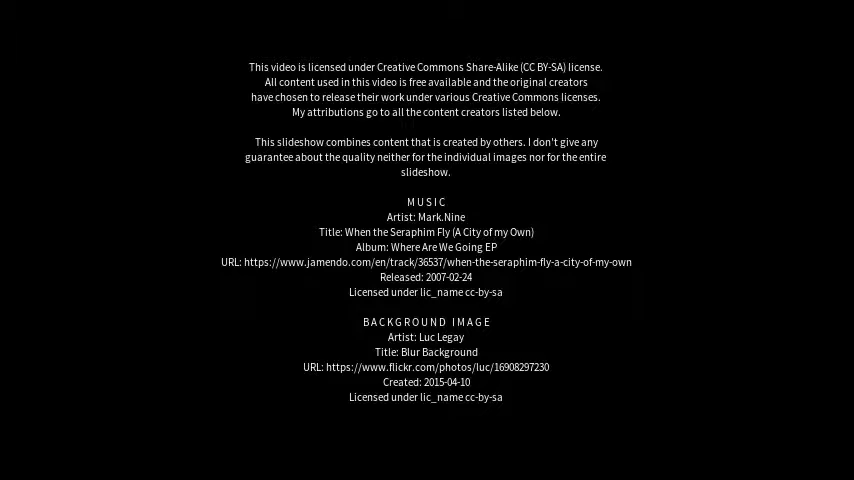 This video is licensed under Creative Commons Share-Alike (CC BY-SA) license.
All content used in this video is free available and the original creators
have chosen to release their work under various Creative Commons licenses.
My attributions go to all the content creators listed below.
This slideshow combines content that is created by others. I don't give any
guarantee about the quality neither for the individual images nor for the entire
slideshow.
MUSIC
Artist: Mark.Nine
Title: When the Seraphim Fly (A City of my Own)
Album: Where Are We Going EP
URL: https://www.jamendo.com/en/track/36537/when-the-seraphim-fly-a-city-of-my-own
Released: 2007-02-24
Licensed under lic_name cc-by-sa
BACKGROUND IMAGE
Artist: Luc Legay
Title: Blur Background
URL: https://www.flickr.com/photos/luc/16908297230
Created: 2015-04-10
Licensed under lic_name cc-by-sa